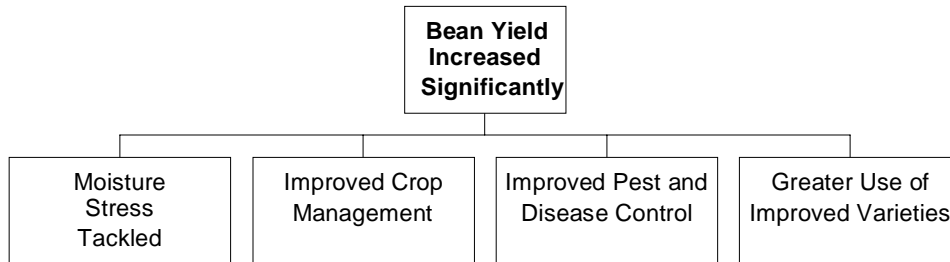 Bean Yield
Increased
Significantly
Moisture
Stress
Tackled
Improved Crop
Management
Improved Pest and
Disease Control
Greater Use of
Improved Varieties